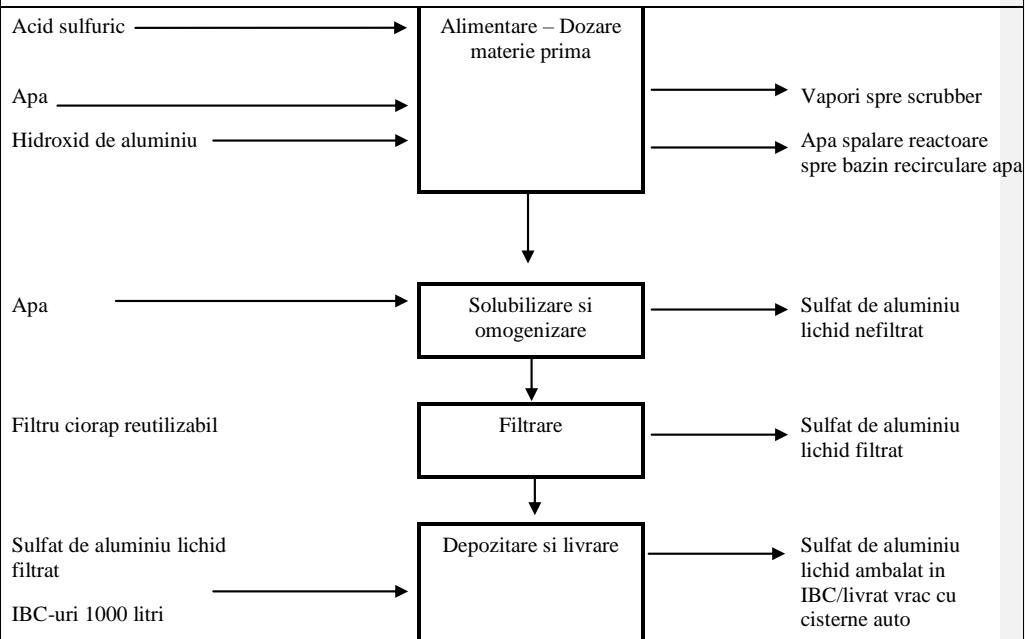 Acid sulfuric
Alimentare – Dozare
materie prima
Apa
Vapori spre scrubber
Hidroxid de aluminiu
Apa spalare reactoare
spre bazin recirculare apa
Apa
Solubilizare si
omogenizare
Sulfat de aluminiu
lichid nefiltrat
Filtru ciorap reutilizabil
Filtrare
Sulfat de aluminiu
lichid filtrat
Sulfat de aluminiu lichid
filtrat
IBC-uri 1000 litri
Depozitare si livrare
Sulfat de aluminiu
lichid ambalat in
IBC/livrat vrac cu
cisterne auto